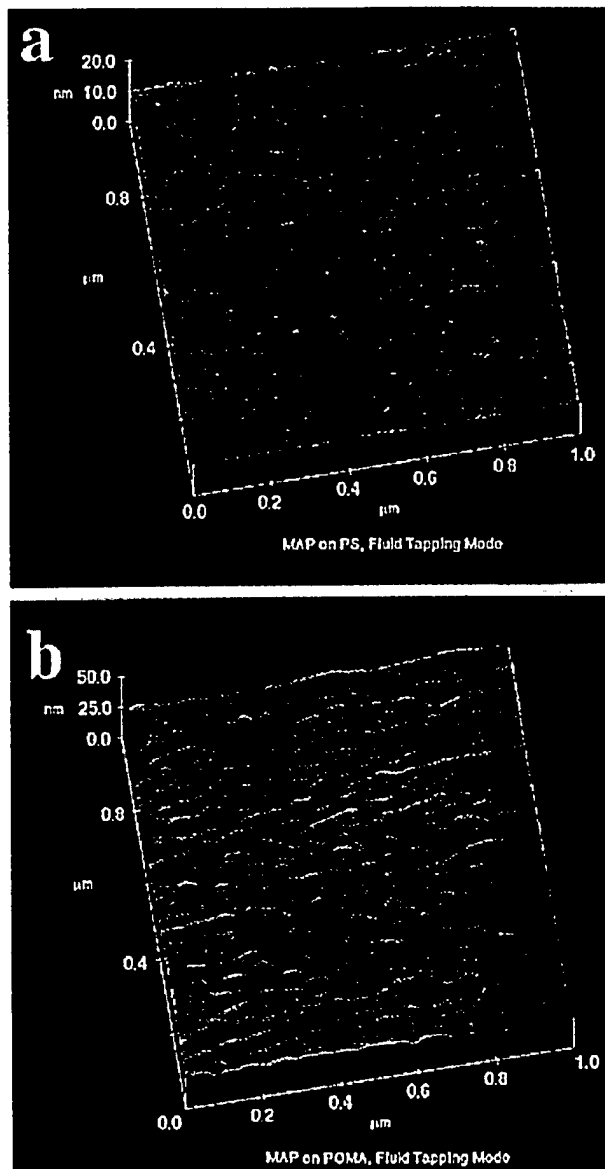 a
20.0
nm 10.0
0.0
0.8
μm
0.4
0.0 0.2 0.4 0.6 0.8 1.0
μm
MAP on PS, Fluid Tapping Mode
b
50.0
nm 25.0
0.0
0.8
μm
0.4
0.0 0.2 0.4 0.6 0.8 1.0
μm
MAP on POMA, Fluid Tapping Mode